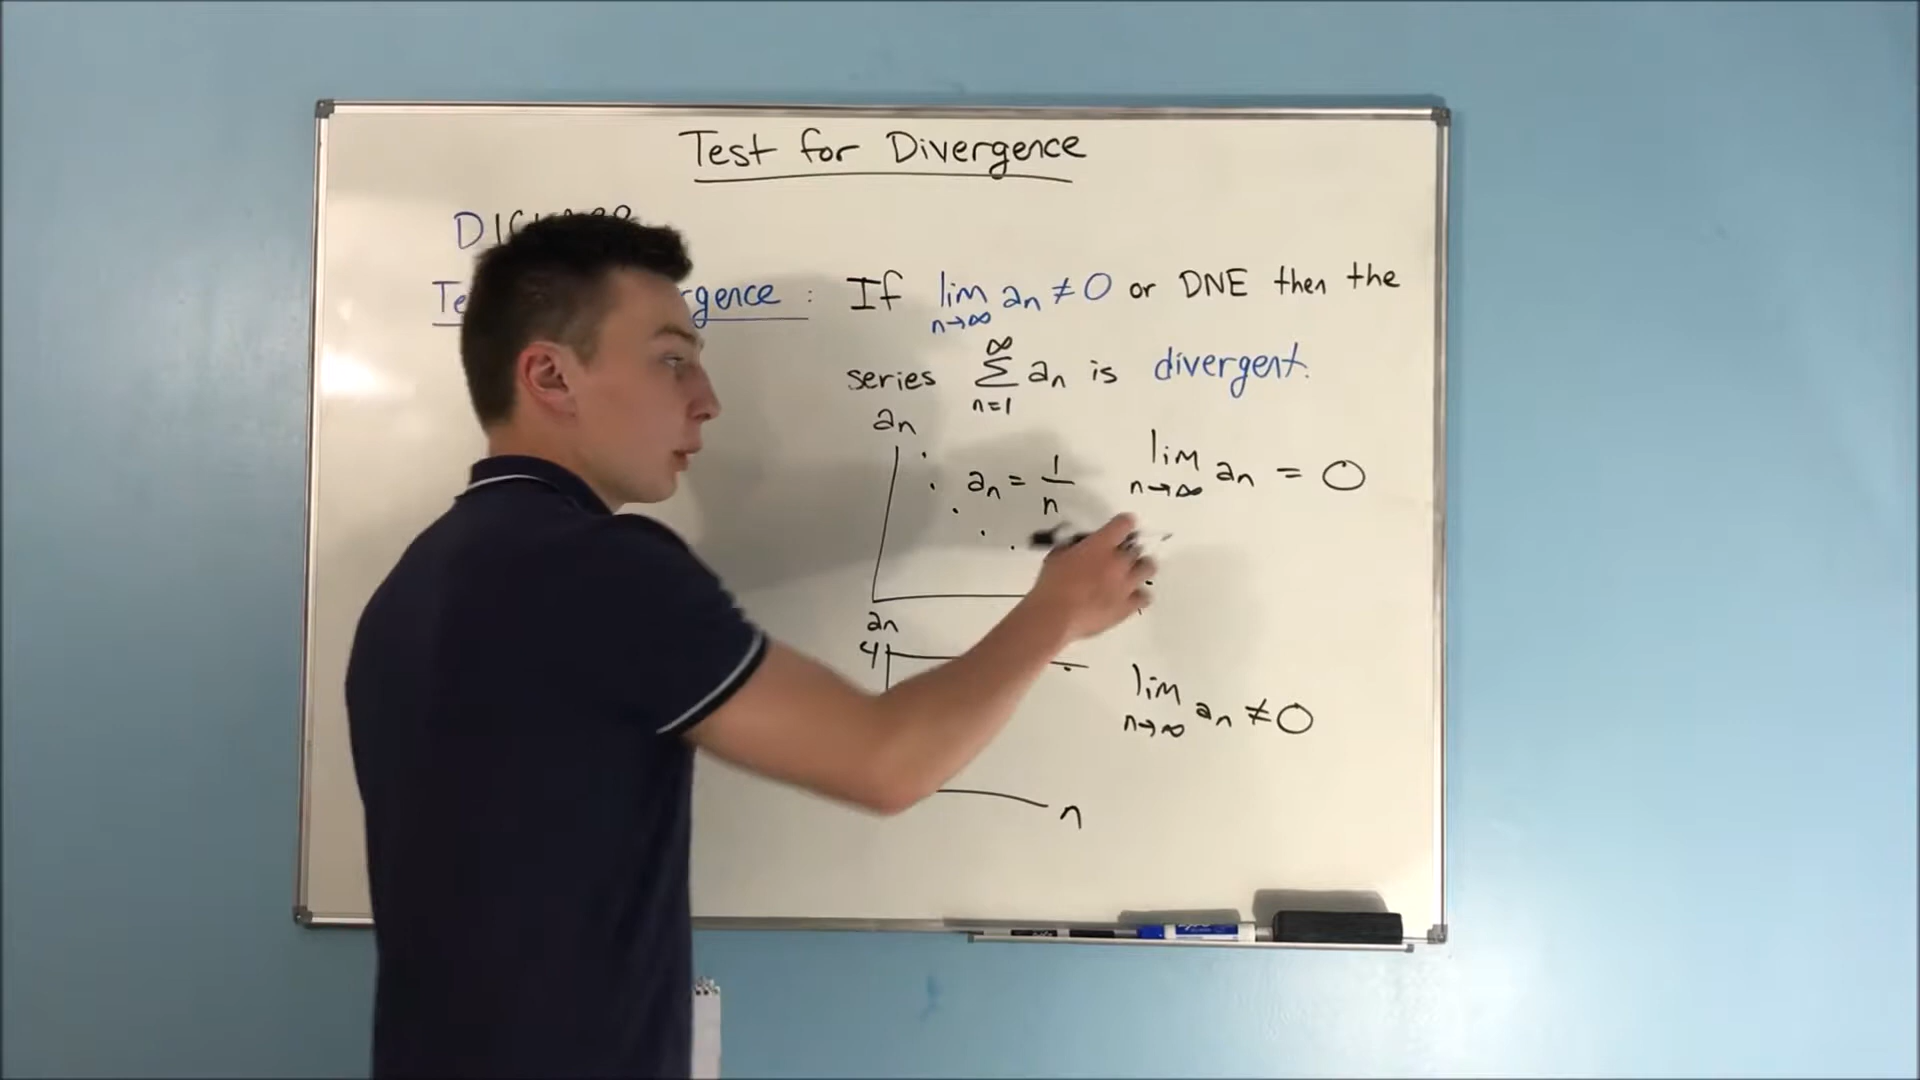 Test for Divergence
rgence : If lim n→∞ an ≠ 0 or DNE then the
series ∞ Σ n=1 an is divergent.
an
an = 1/n
lim n→∞ an = 0
an
4
lim n→∞ an ≠ 0
n